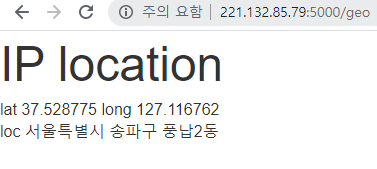 주의 요함 | 221.132.85.79:5000/geo
IP location
lat 37.528775 long 127.116762
loc 서울특별시 송파구 풍납2동